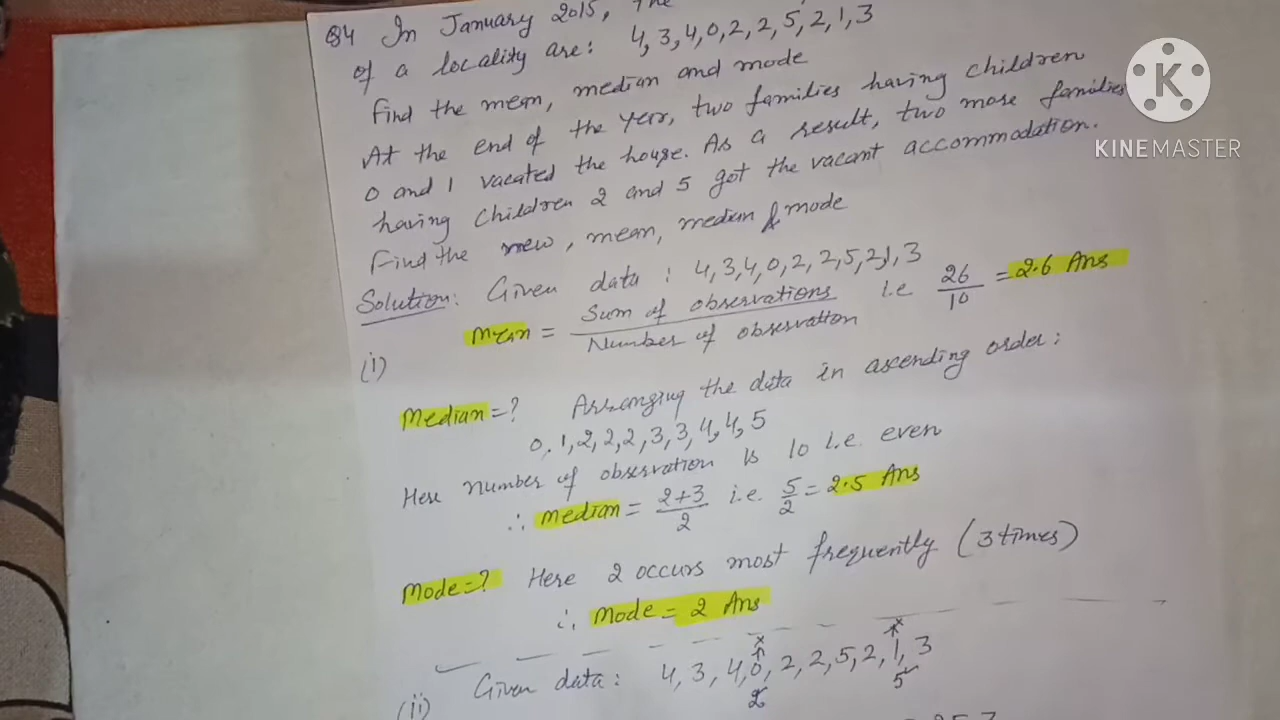 Q4 In January 2015, the
of a locality are: 4, 3, 4, 0, 2, 2, 5, 2, 1, 3
Find the mean, median and mode
At the end of the year, two families having children
0 and 1 vacated the house. As a result, two more families
having children 2 and 5 got the vacant accommodation.
Find the new, mean, median & mode
Solution: Given data: 4, 3, 4, 0, 2, 2, 5, 2, 1, 3
(i) Mean = Sum of observations / Number of observation i.e 26/10 = 2.6 Ans
Median = ? Arranging the data in ascending order:
0, 1, 2, 2, 2, 3, 3, 4, 4, 5
Here number of observation is 10 i.e. even
∴ median = 2+3/2 i.e. 5/2 = 2.5 Ans
Mode = ? Here 2 occurs most frequently (3 times)
∴ Mode = 2 Ans
(ii) Given data: 4, 3, 4, 0, 2, 2, 5, 2, 1, 3
2 5
KINEMASTER